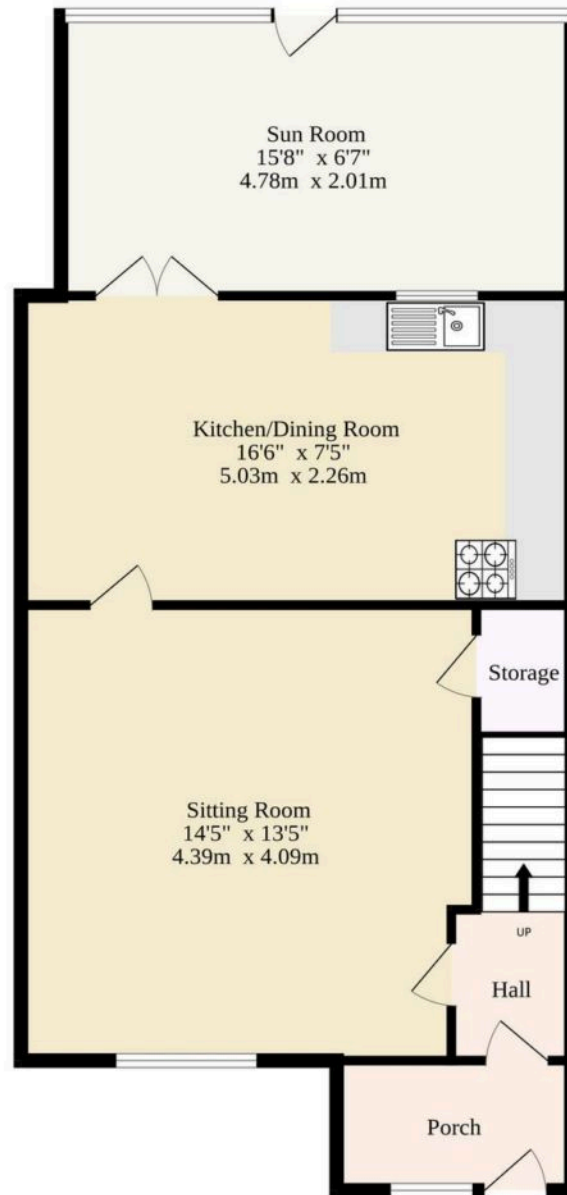 Sun Room
15'8" x 6'7"
4.78m x 2.01m
Kitchen/Dining Room
16'6" x 7'5"
5.03m x 2.26m
Storage
Sitting Room
14'5" x 13'5"
4.39m x 4.09m
UP
Hall
Porch